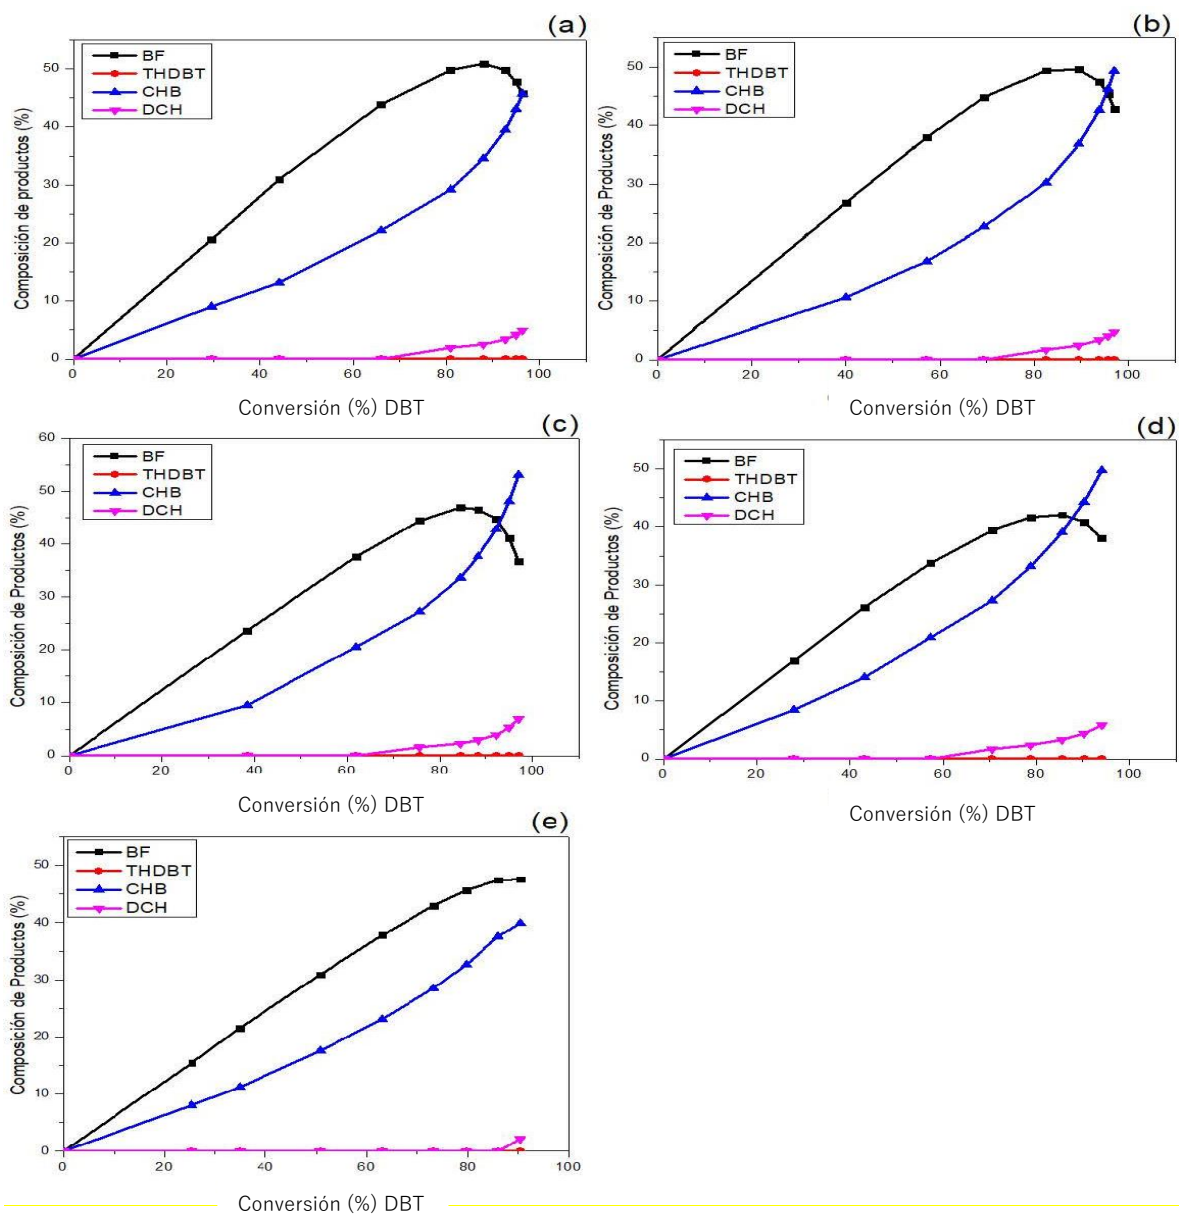 (a)
BF
THDBT
CHB
DCH
Composición de productos (%)
50
40
30
20
10
0
0 20 40 60 80 100
Conversión (%) DBT
(b)
BF
THDBT
CHB
DCH
Composición de Productos (%)
50
40
30
20
10
0
0 20 40 60 80 100
Conversión (%) DBT
(c)
BF
THDBT
CHB
DCH
Composición de Productos (%)
60
50
40
30
20
10
0
0 20 40 60 80 100
Conversión (%) DBT
(d)
BF
THDBT
CHB
DCH
Composición de Productos (%)
50
40
30
20
10
0
0 20 40 60 80 100
Conversión (%) DBT
(e)
BF
THDBT
CHB
DCH
Composición de Productos (%)
50
40
30
20
10
0
0 20 40 60 80 100
Conversión (%) DBT